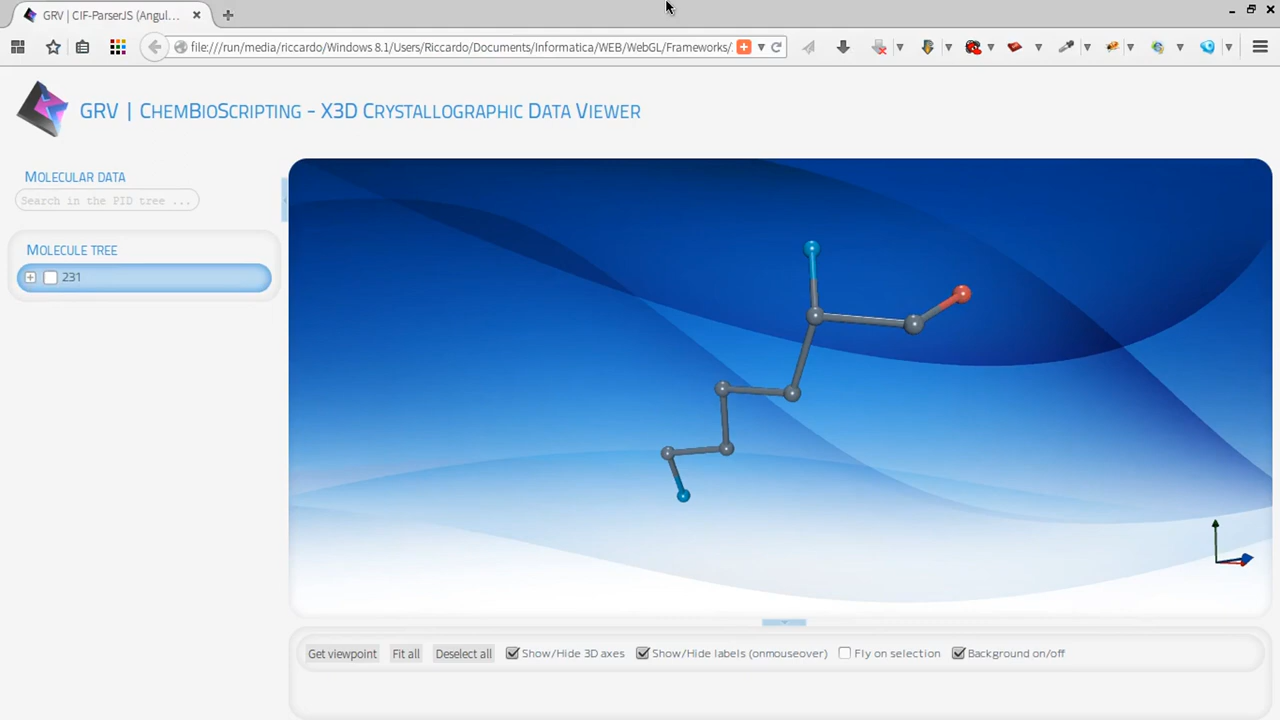 GRV | CIF-ParserJS (Angul...
file:///run/media/riccardo/Windows 8.1/Users/Riccardo/Documents/Informatica/WEB/WebGL/Frameworks/.
GRV | ChemBioScripting - X3D Crystallographic Data Viewer
Molecular data
Search in the PID tree ...
Molecule tree
231
Get viewpoint Fit all Deselect all Show/Hide 3D axes Show/Hide labels (onmouseover) Fly on selection Background on/off